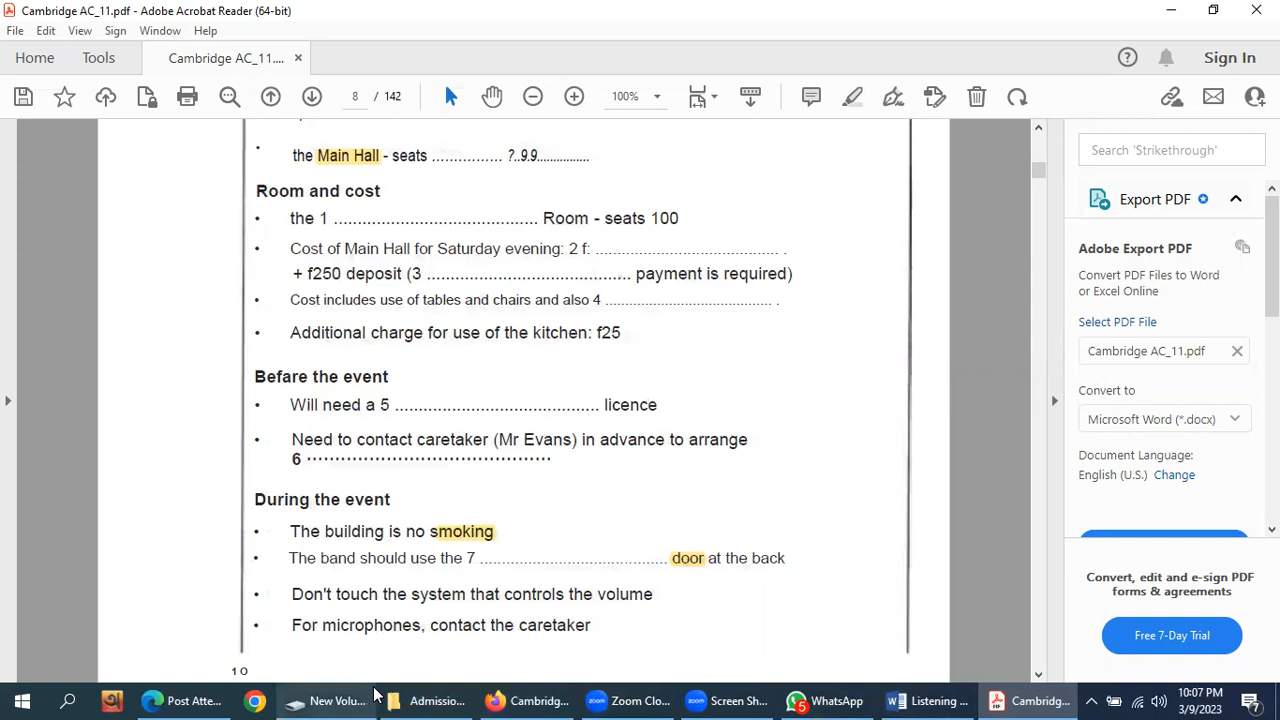 Cambridge AC_11.pdf - Adobe Acrobat Reader (64-bit)
File Edit View Sign Window Help
Home Tools Cambridge AC_11.... × Sign In
8 / 142 100%
the Main Hall - seats ............... ?..9.9................
Room and cost
• the 1 ........................................... Room - seats 100
• Cost of Main Hall for Saturday evening: 2 f: ........................................... .
+ f250 deposit (3 ........................................... payment is required)
• Cost includes use of tables and chairs and also 4 ........................................ .
• Additional charge for use of the kitchen: f25
Befare the event
• Will need a 5 ........................................... licence
• Need to contact caretaker (Mr Evans) in advance to arrange
6 .........................................
During the event
• The building is no smoking
• The band should use the 7 ........................................ door at the back
• Don't touch the system that controls the volume
• For microphones, contact the caretaker
10
Search 'Strikethrough'
Export PDF
Adobe Export PDF
Convert PDF Files to Word
or Excel Online
Select PDF File
Cambridge AC_11.pdf ×
Convert to
Microsoft Word (*.docx)
Document Language:
English (U.S.) Change
Convert, edit and e-sign PDF
forms & agreements
Free 7-Day Trial
Post Atte... New Volu... Admissio... Cambridg... Zoom Clo... Screen Sh... 5 WhatsApp Listening ... Cambridg...
10:07 PM
3/9/2023